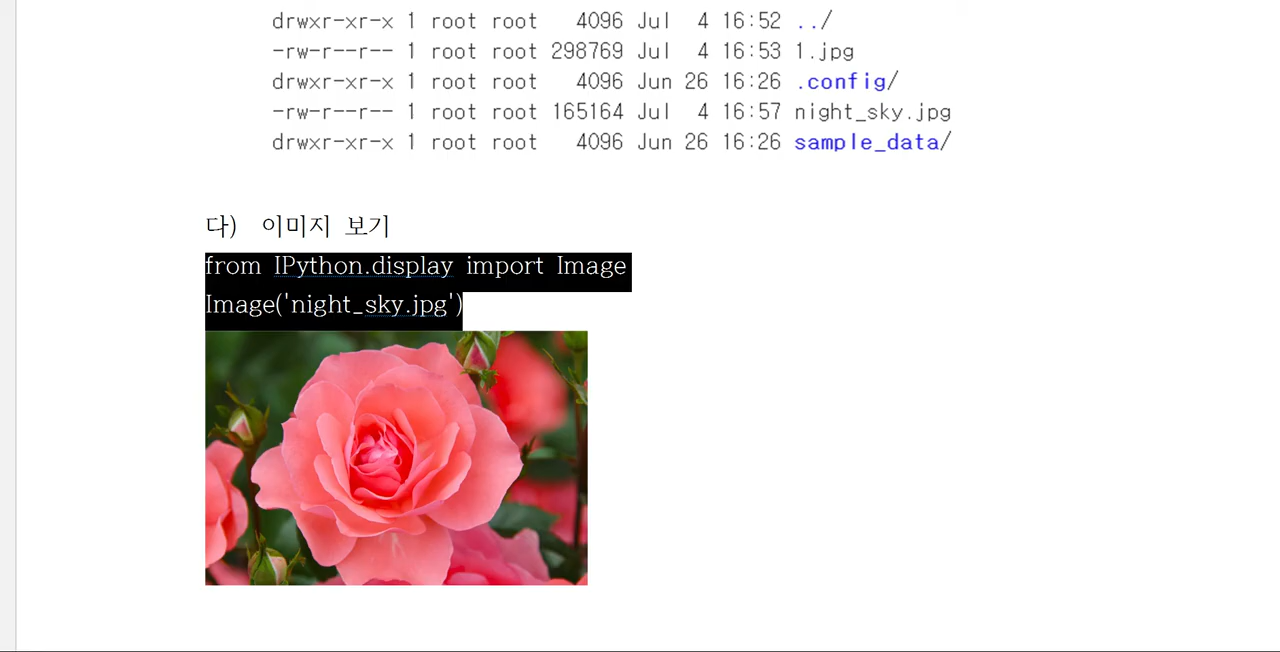 drwxr-xr-x 1 root root   4096 Jul  4 16:52 ../
-rw-r--r-- 1 root root 298769 Jul  4 16:53 1.jpg
drwxr-xr-x 1 root root   4096 Jun 26 16:26 .config/
-rw-r--r-- 1 root root 165164 Jul  4 16:57 night_sky.jpg
drwxr-xr-x 1 root root   4096 Jun 26 16:26 sample_data/
다) 이미지 보기
from IPython.display import Image
Image('night_sky.jpg')